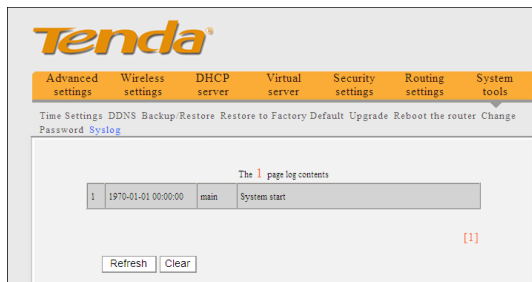 Tenda
Advanced settings Wireless settings DHCP server Virtual server Security settings Routing settings System tools
Time Settings DDNS Backup/Restore Restore to Factory Default Upgrade Reboot the router Change
Password Syslog
The 1 page log contents
1 1970-01-01 00:00:00 main System start
[1]
Refresh Clear